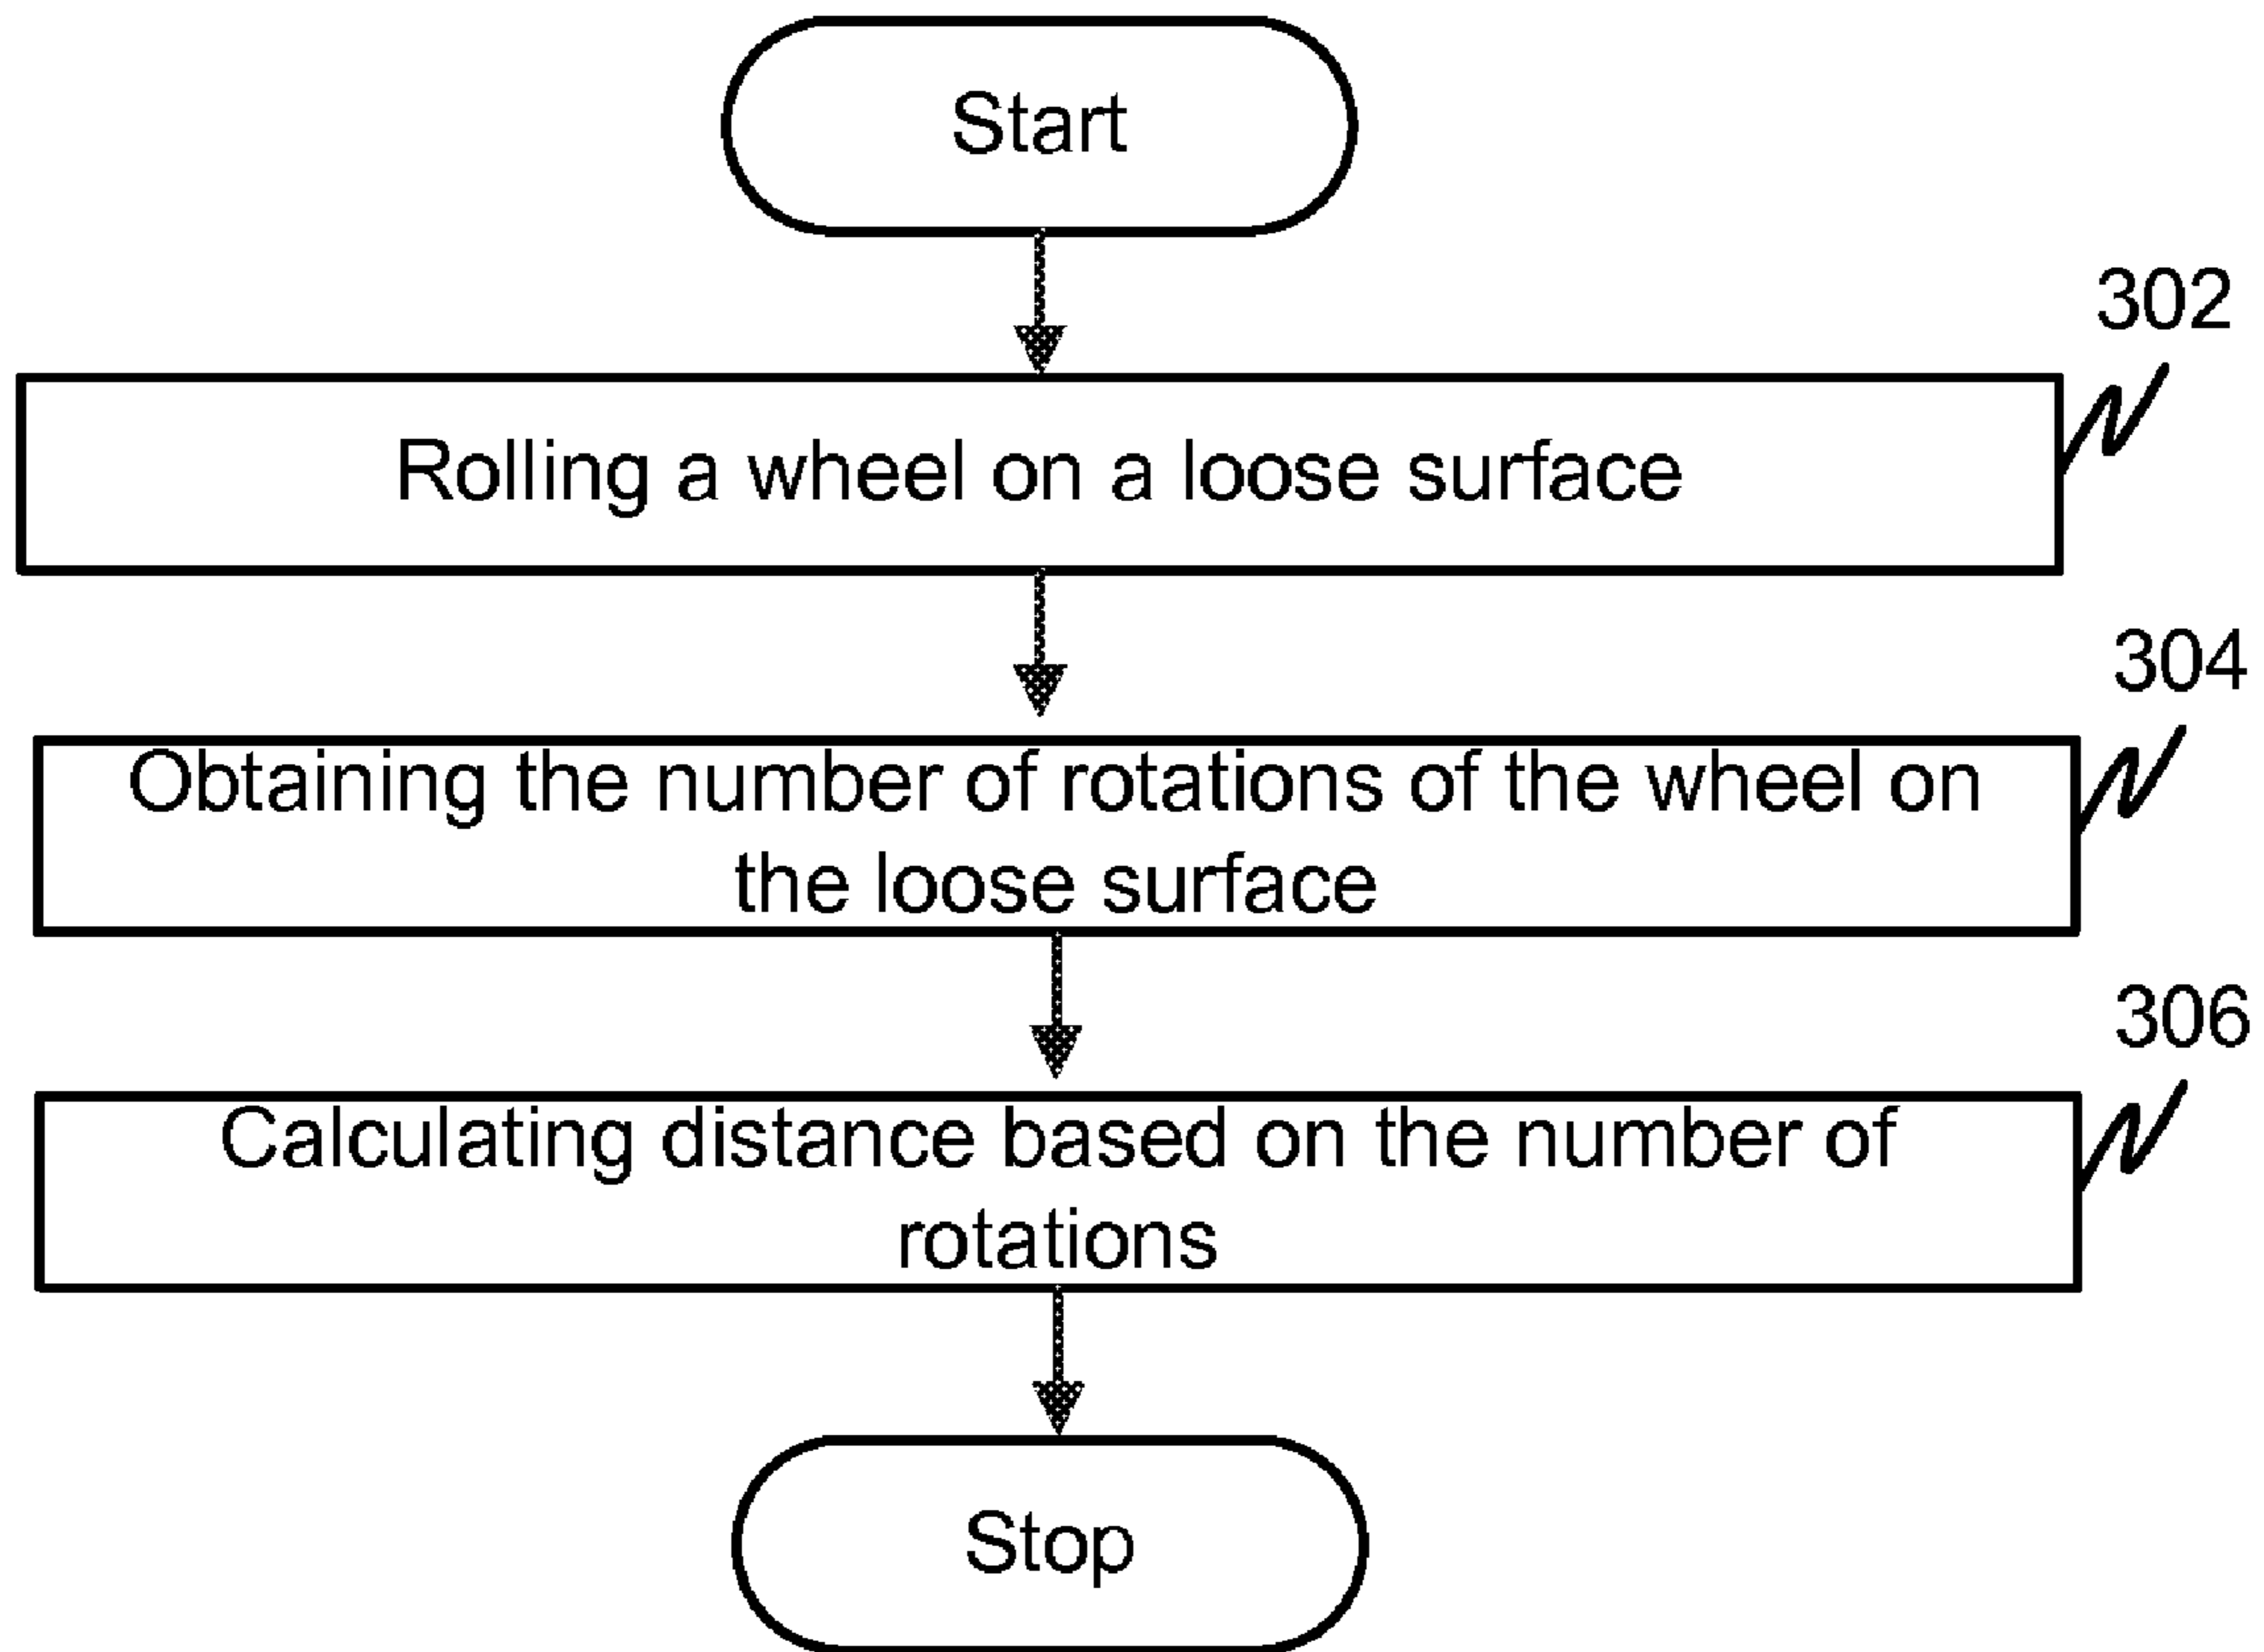 Start
302
Rolling a wheel on a loose surface
304
Obtaining the number of rotations of the wheel on
the loose surface
306
Calculating distance based on the number of
rotations
Stop